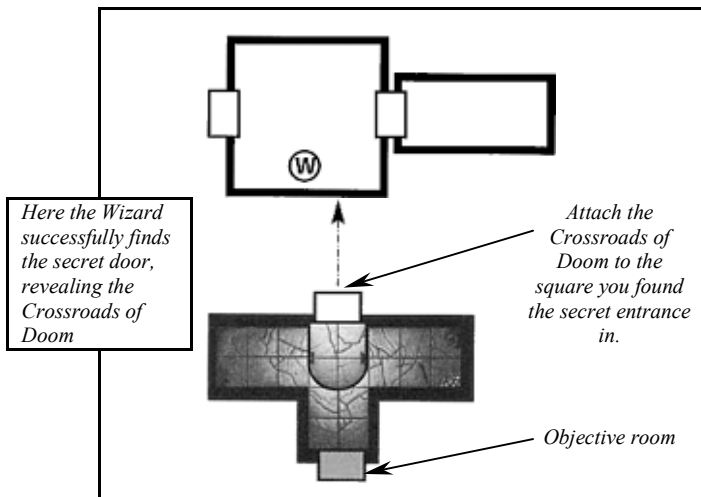 W
Here the Wizard
successfully finds
the secret door,
revealing the
Crossroads of
Doom
Attach the
Crossroads of
Doom to the
square you found
the secret entrance
in.
Objective room